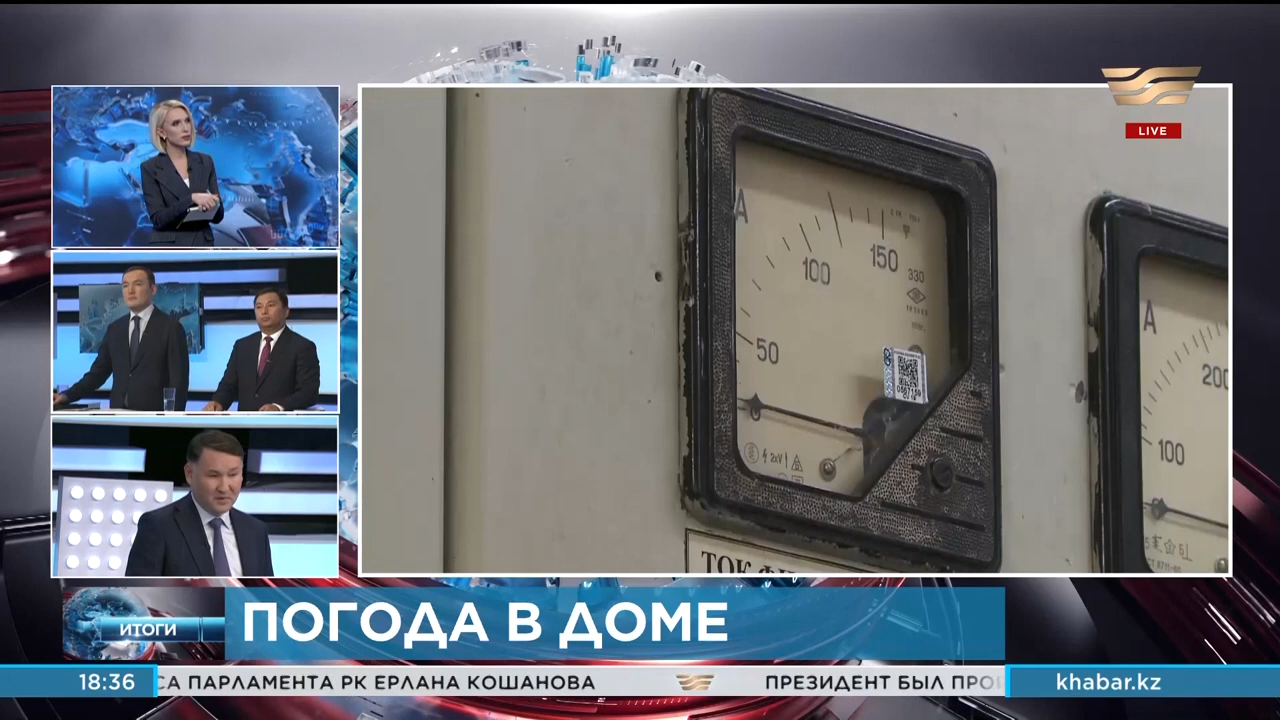 LIVE
A
50
100
150
330
2кV
A
100
200
ТОК
ИТОГИ
ПОГОДА В ДОМЕ
18:36
СА ПАРЛАМЕНТА РК ЕРЛАНА КОШАНОВА
ПРЕЗИДЕНТ БЫЛ
khabar.kz